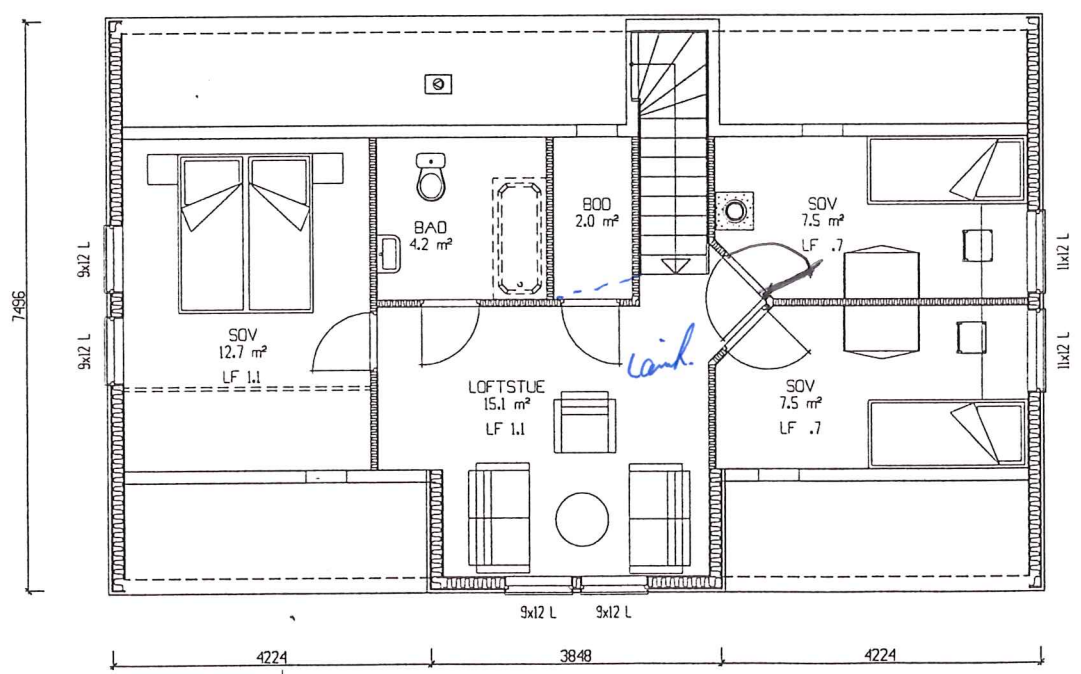 7496
9x12 L
9x12 L
SOV
12.7 m²
LF 1.1
BAD
4.2 m²
BOD
2.0 m²
SOV
7.5 m²
LF .7
11x12 L
11x12 L
LOFTSTUE
15.1 m²
LF 1.1
SOV
7.5 m²
LF .7
9x12 L
9x12 L
4224
3848
4224